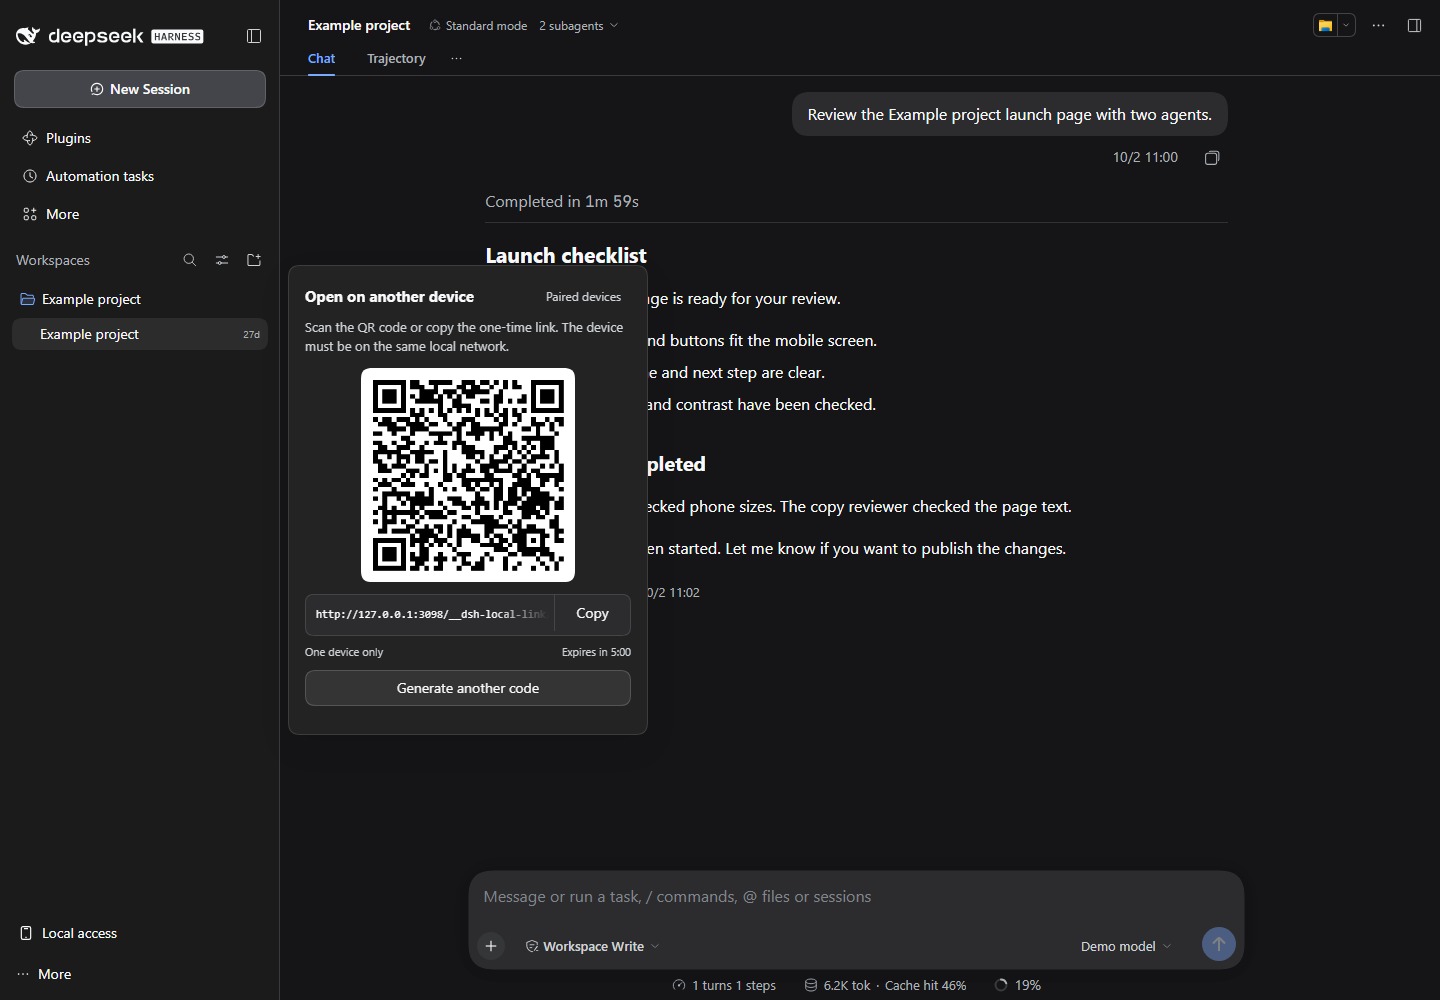 deepseek HARNESS
New Session
Plugins
Automation tasks
More
Workspaces
Example project
Example project 27d
Local access
More
Example project Standard mode 2 subagents
Chat Trajectory
Review the Example project launch page with two agents.
10/2 11:00
Completed in 1m 59s
Launch checklist
is ready for your review.
buttons fit the mobile screen.
and next step are clear.
and contrast have been checked.
phone sizes. The copy reviewer checked the page text.
started. Let me know if you want to publish the changes.
11:02
Open on another device Paired devices
Scan the QR code or copy the one-time link. The device
must be on the same local network.
http://127.0.0.1:3098/__dsh-local-link Copy
One device only Expires in 5:00
Generate another code
Message or run a task, / commands, @ files or sessions
Workspace Write Demo model
1 turns 1 steps 6.2K tok · Cache hit 46% 19%